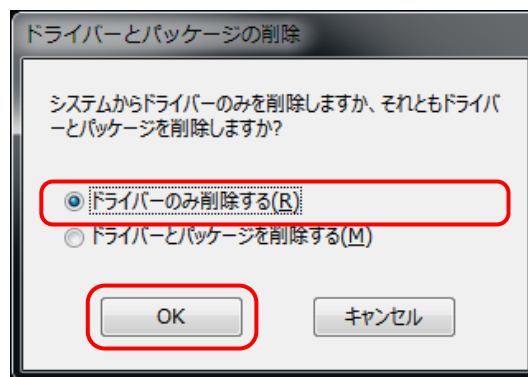 ドライバーとパッケージの削除
システムからドライバーのみを削除しますか、それともドライバ
ーとパッケージを削除しますか?
ドライバーのみ削除する(R)
ドライバーとパッケージを削除する(M)
OK
キャンセル